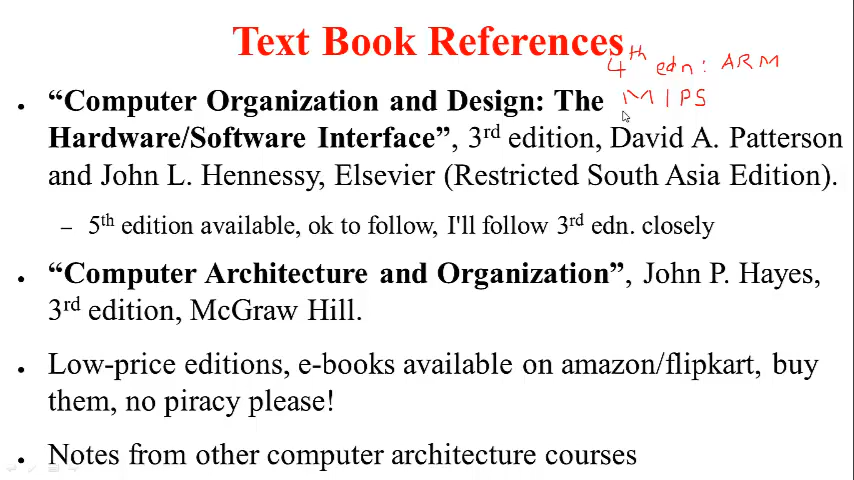 Text Book References
4th edn: ARM
• “Computer Organization and Design: The MIPS
Hardware/Software Interface”, 3rd edition, David A. Patterson
and John L. Hennessy, Elsevier (Restricted South Asia Edition).
– 5th edition available, ok to follow, I'll follow 3rd edn. closely
• “Computer Architecture and Organization”, John P. Hayes,
3rd edition, McGraw Hill.
• Low-price editions, e-books available on amazon/flipkart, buy
them, no piracy please!
• Notes from other computer architecture courses